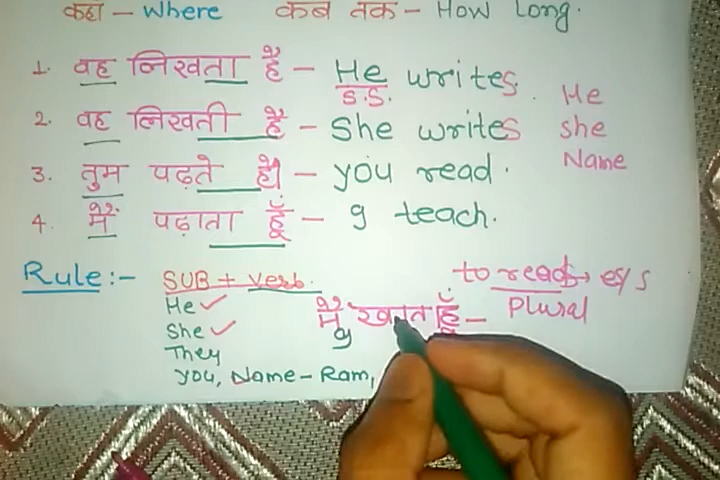 कहाँ – Where कब तक – How long.
1. वह लिखता है – He writes.
S.S.
2. वह लिखती है – She writes
3. तुम पढ़ते हो – you read.
4. मैं पढ़ाता हूँ – I teach.
He
she
Name
Rule:- SUB + verb.
He ✓
She ✓
They
you, Name – Ram,
to read → es/s
Plural
मैं खाता हूँ –
I